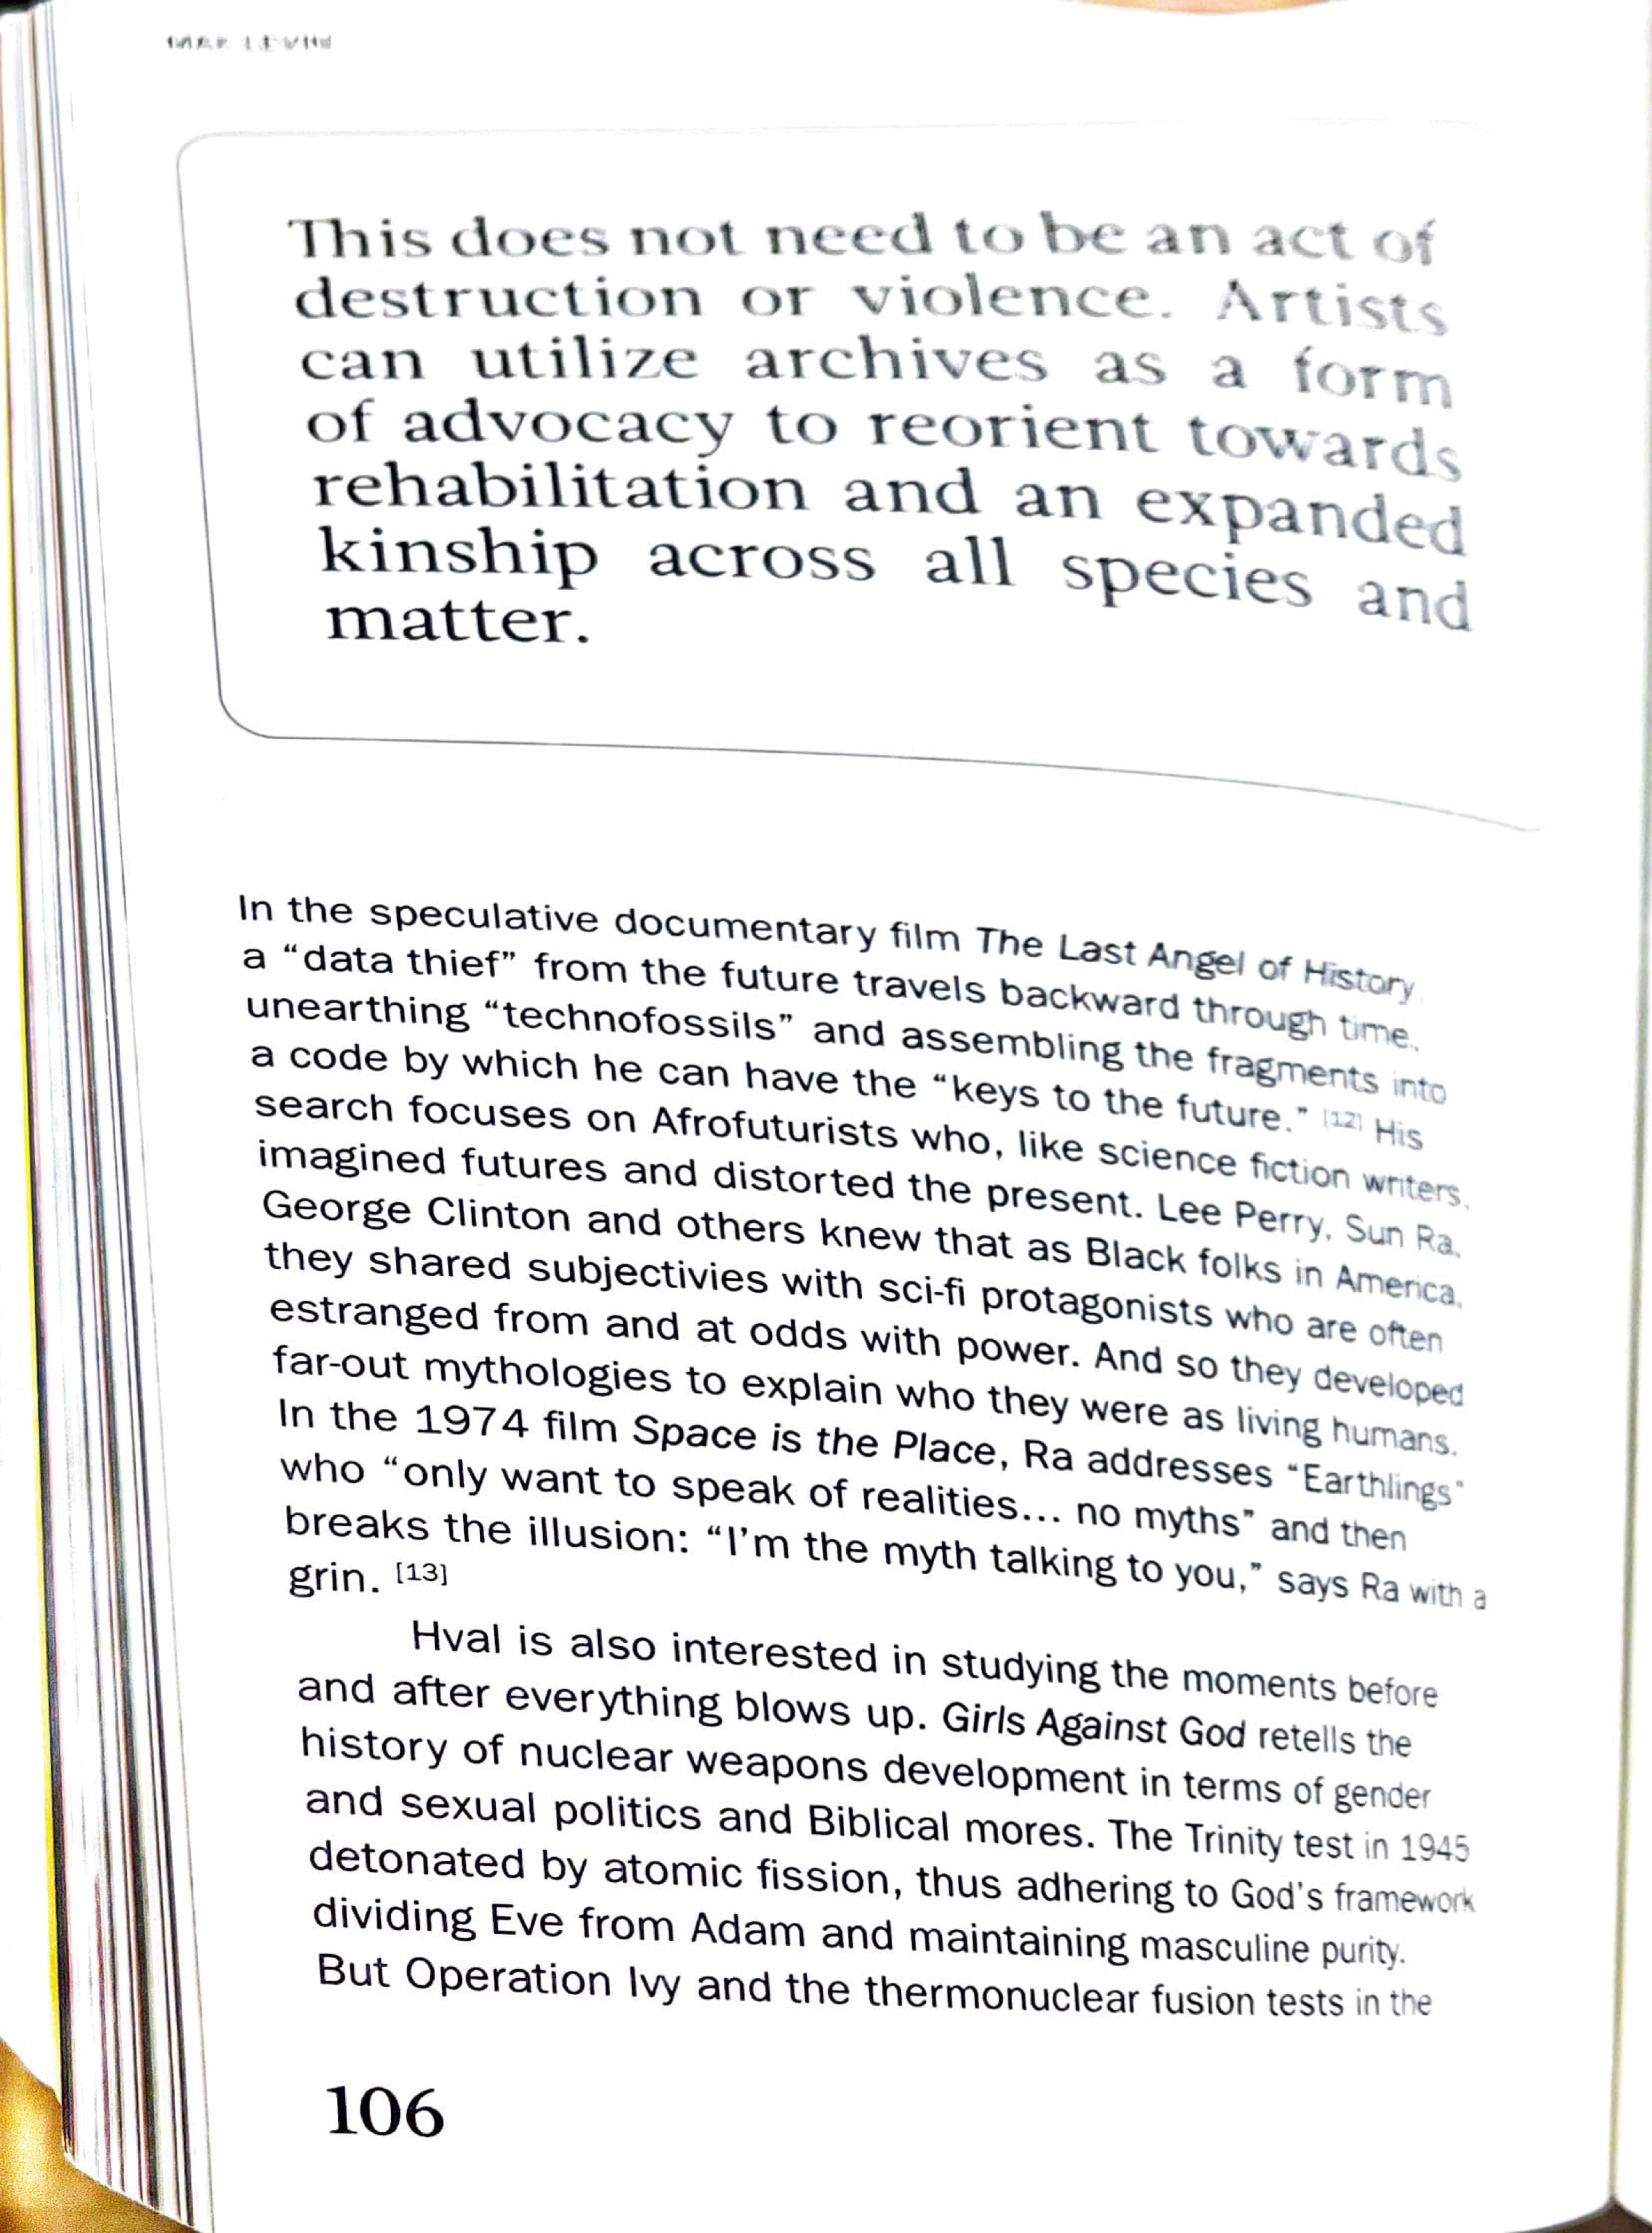 This does not need to be an act of
destruction or violence. Artists
can utilize archives as a form
of advocacy to reorient towards
rehabilitation and an expanded
kinship across all species and
matter.
In the speculative documentary film The Last Angel of History,
a “data thief” from the future travels backward through time,
unearthing “technofossils” and assembling the fragments into
a code by which he can have the “keys to the future.” [12] His
search focuses on Afrofuturists who, like science fiction writers,
imagined futures and distorted the present. Lee Perry, Sun Ra,
George Clinton and others knew that as Black folks in America,
they shared subjectivies with sci-fi protagonists who are often
estranged from and at odds with power. And so they developed
far-out mythologies to explain who they were as living humans.
In the 1974 film Space is the Place, Ra addresses “Earthlings”
who “only want to speak of realities... no myths” and then
breaks the illusion: “I’m the myth talking to you,” says Ra with a
grin. [13]
Hval is also interested in studying the moments before
and after everything blows up. Girls Against God retells the
history of nuclear weapons development in terms of gender
and sexual politics and Biblical mores. The Trinity test in 1945
detonated by atomic fission, thus adhering to God’s framework
dividing Eve from Adam and maintaining masculine purity.
But Operation Ivy and the thermonuclear fusion tests in the
106